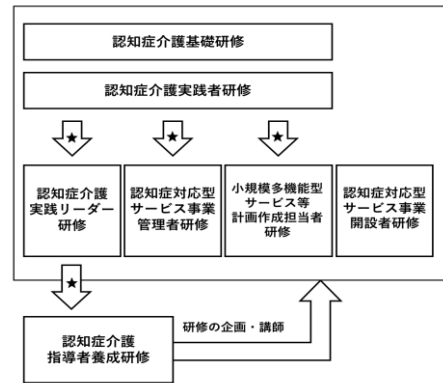 認知症介護基礎研修
認知症介護実践者研修
★
★
★
認知症介護
実践リーダー
研修
認知症対応型
サービス事業
管理者研修
小規模多機能型
サービス等
計画作成担当者
研修
認知症対応型
サービス事業
開設者研修
★
認知症介護
指導者養成研修
研修の企画・講師